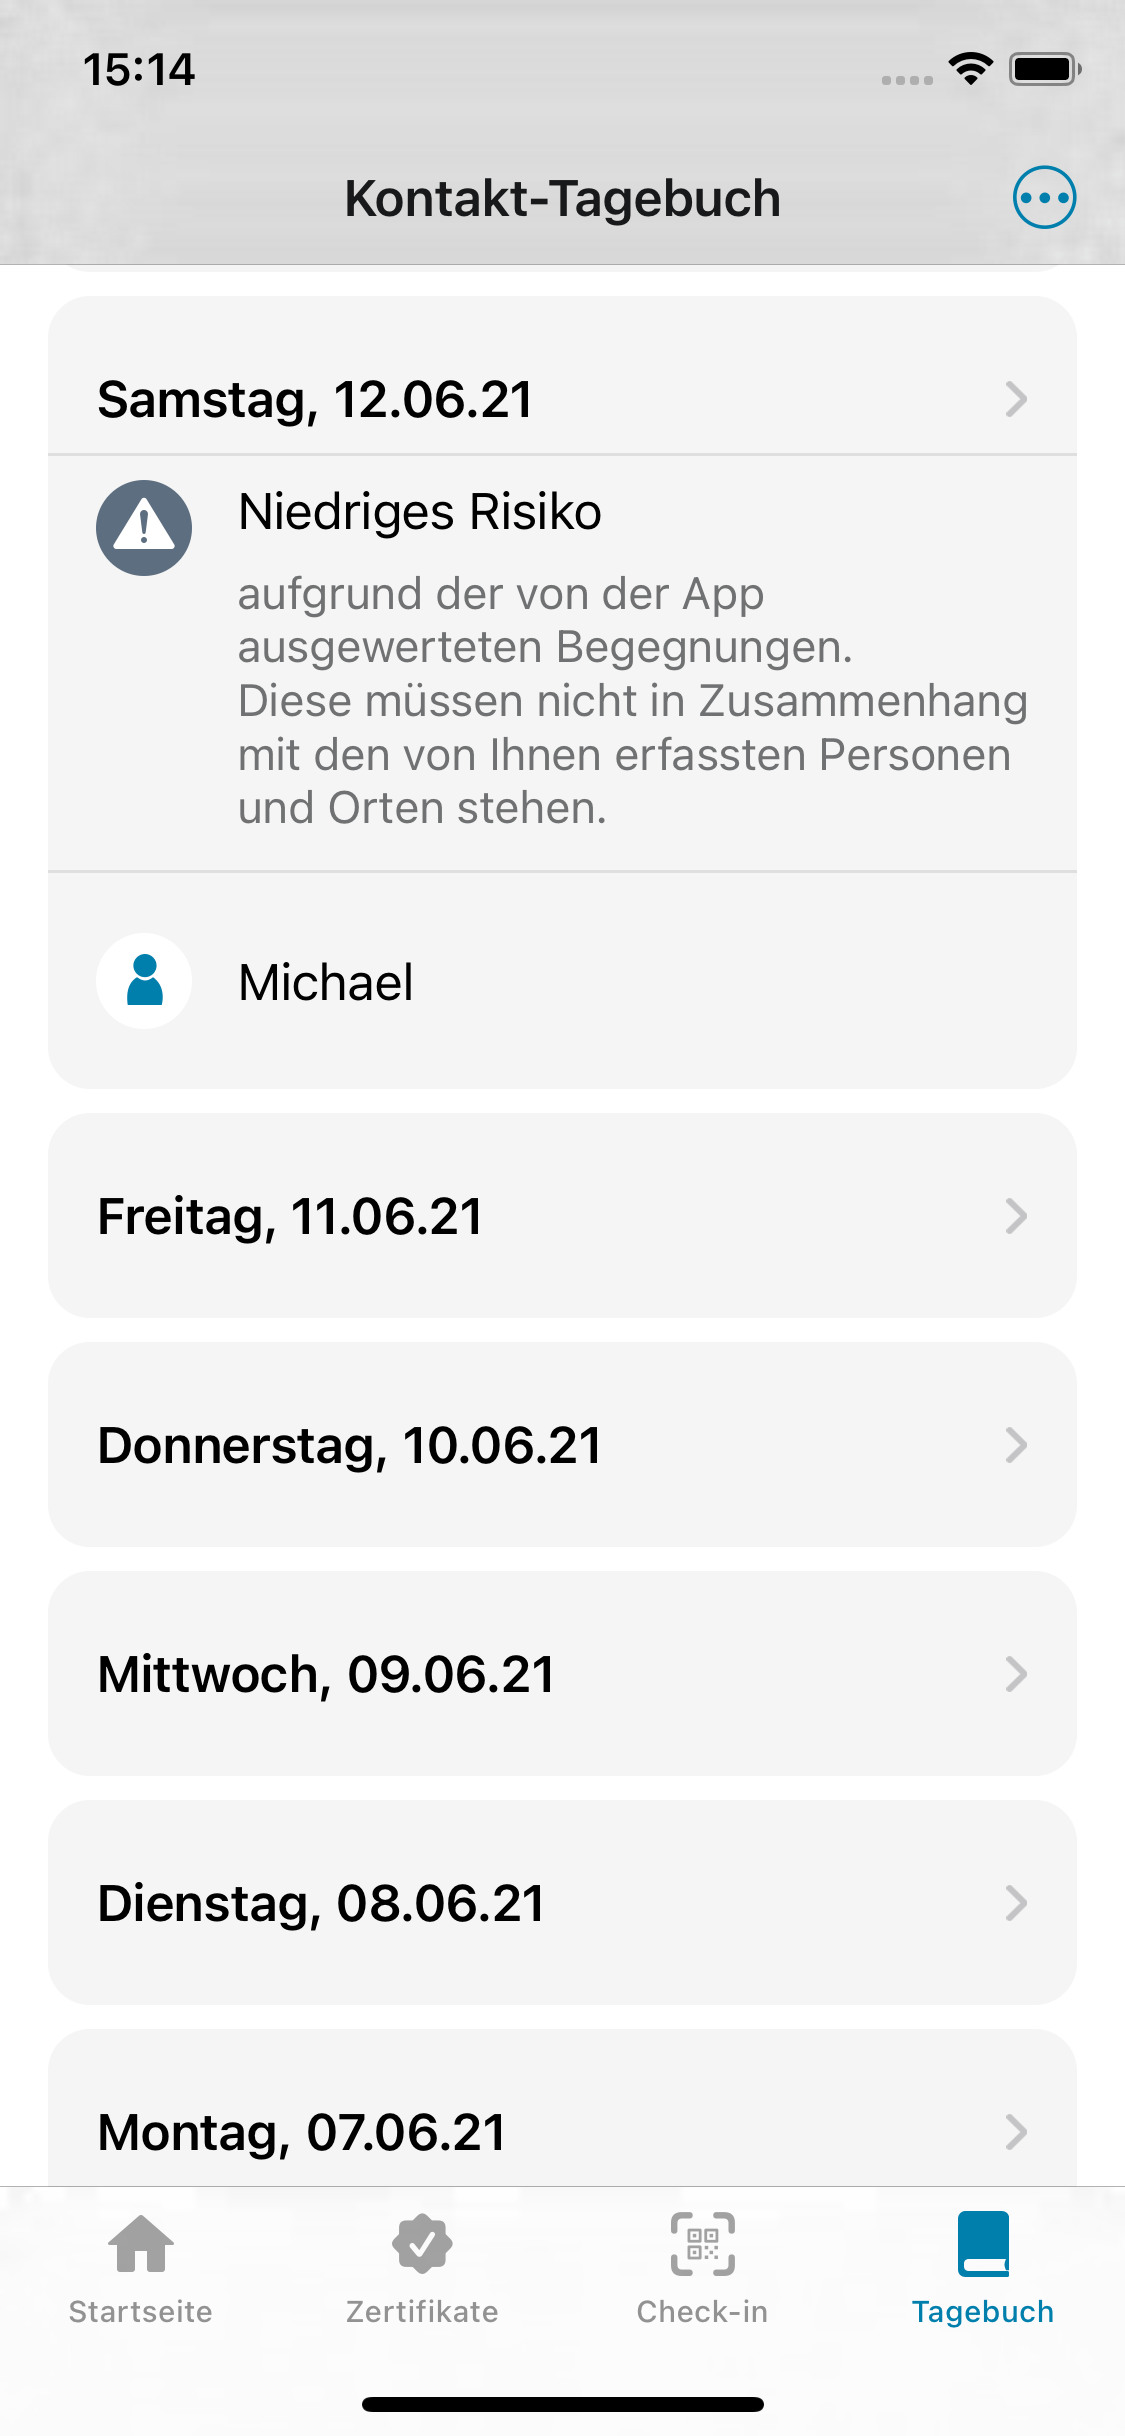 15:14
Kontakt-Tagebuch
Samstag, 12.06.21
Niedriges Risiko
aufgrund der von der App
ausgewerteten Begegnungen.
Diese müssen nicht in Zusammenhang
mit den von Ihnen erfassten Personen
und Orten stehen.
Michael
Freitag, 11.06.21
Donnerstag, 10.06.21
Mittwoch, 09.06.21
Dienstag, 08.06.21
Montag, 07.06.21
Startseite
Zertifikate
Check-in
Tagebuch